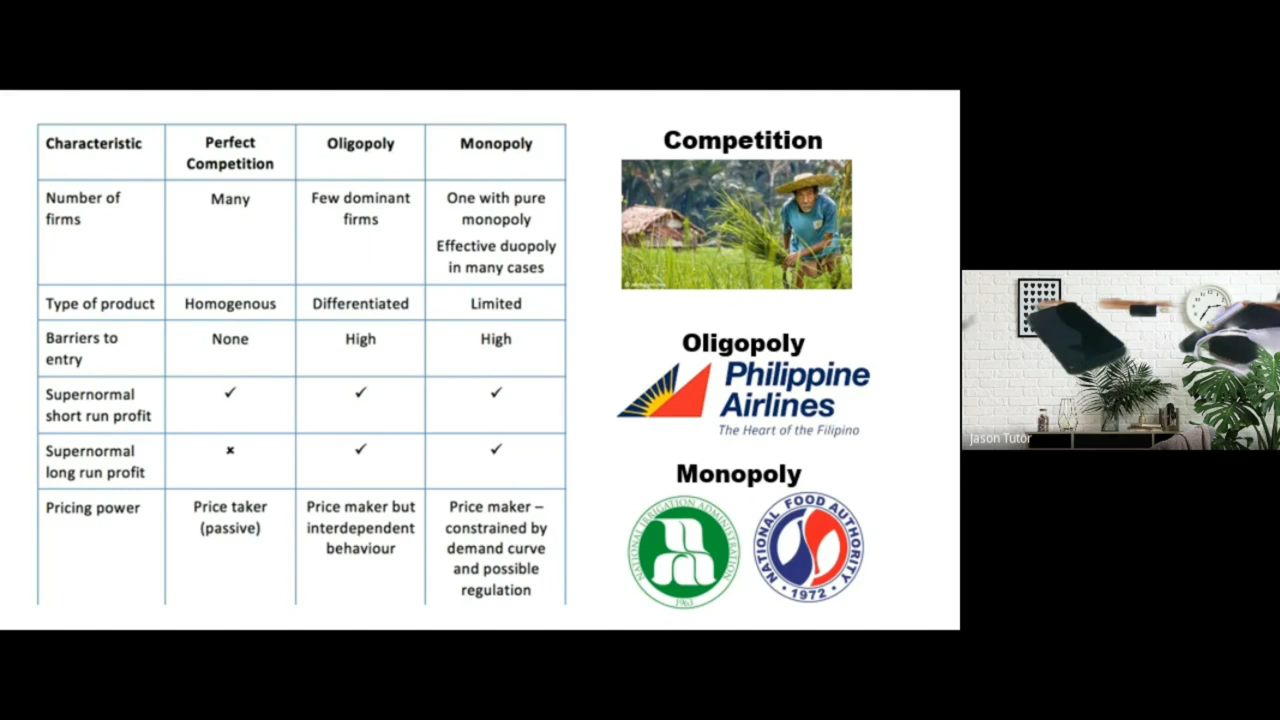 Characteristic
Perfect
Competition
Oligopoly
Monopoly
Number of
firms
Many
Few dominant
firms
One with pure
monopoly
Effective duopoly
in many cases
Type of product
Homogenous
Differentiated
Limited
Barriers to
entry
None
High
High
Supernormal
short run profit
✓
✓
✓
Supernormal
long run profit
×
✓
✓
Pricing power
Price taker
(passive)
Price maker but
interdependent
behaviour
Price maker –
constrained by
demand curve
and possible
regulation
Competition
Oligopoly
Philippine
Airlines
The Heart of the Filipino
Monopoly
NATIONAL IRRIGATION ADMINISTRATION
1963
NATIONAL FOOD AUTHORITY
• 1972 •
Jason Tutor